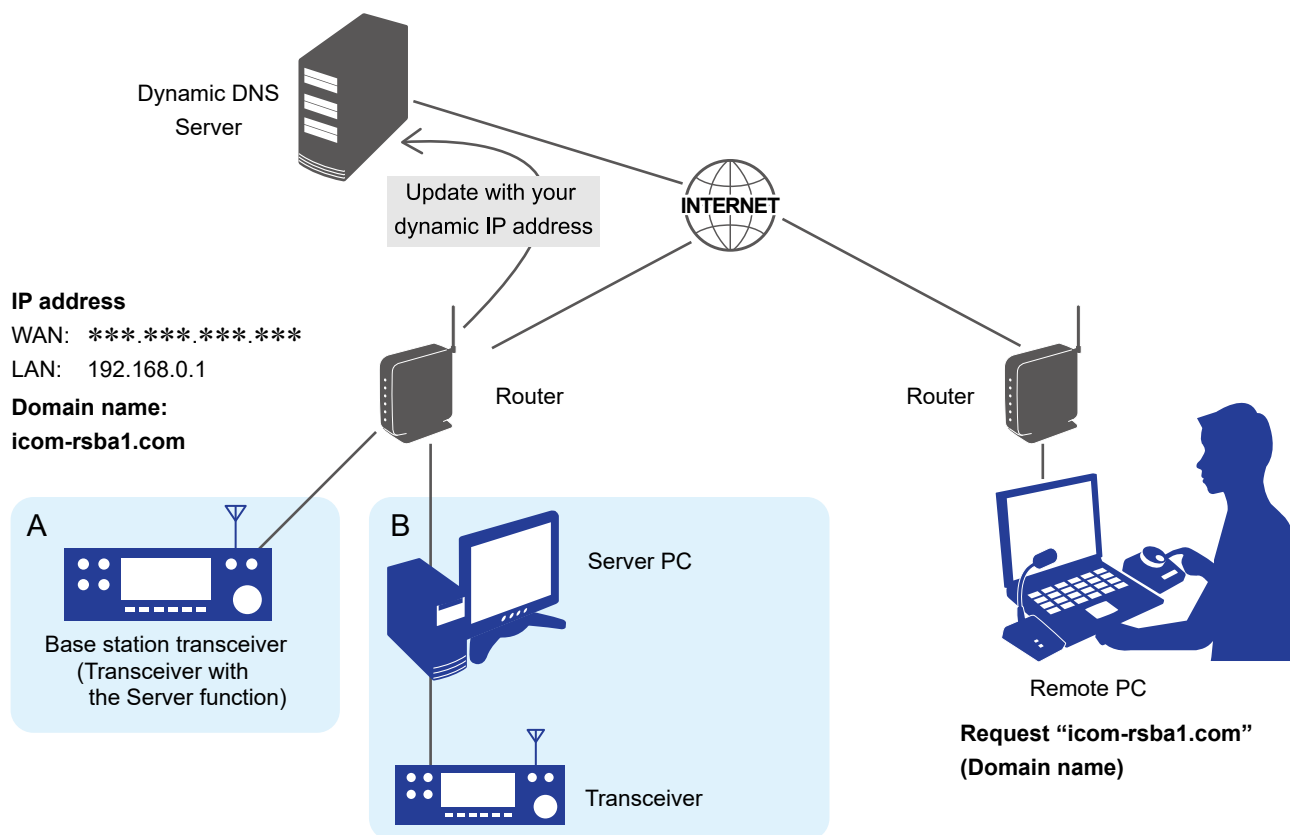 Dynamic DNS
Server
Update with your
dynamic IP address
INTERNET
IP address
WAN: ***.***.***.***
LAN: 192.168.0.1
Domain name:
icom-rsba1.com
Router
Router
A
Base station transceiver
(Transceiver with
the Server function)
B
Server PC
Transceiver
Remote PC
Request “icom-rsba1.com”
(Domain name)